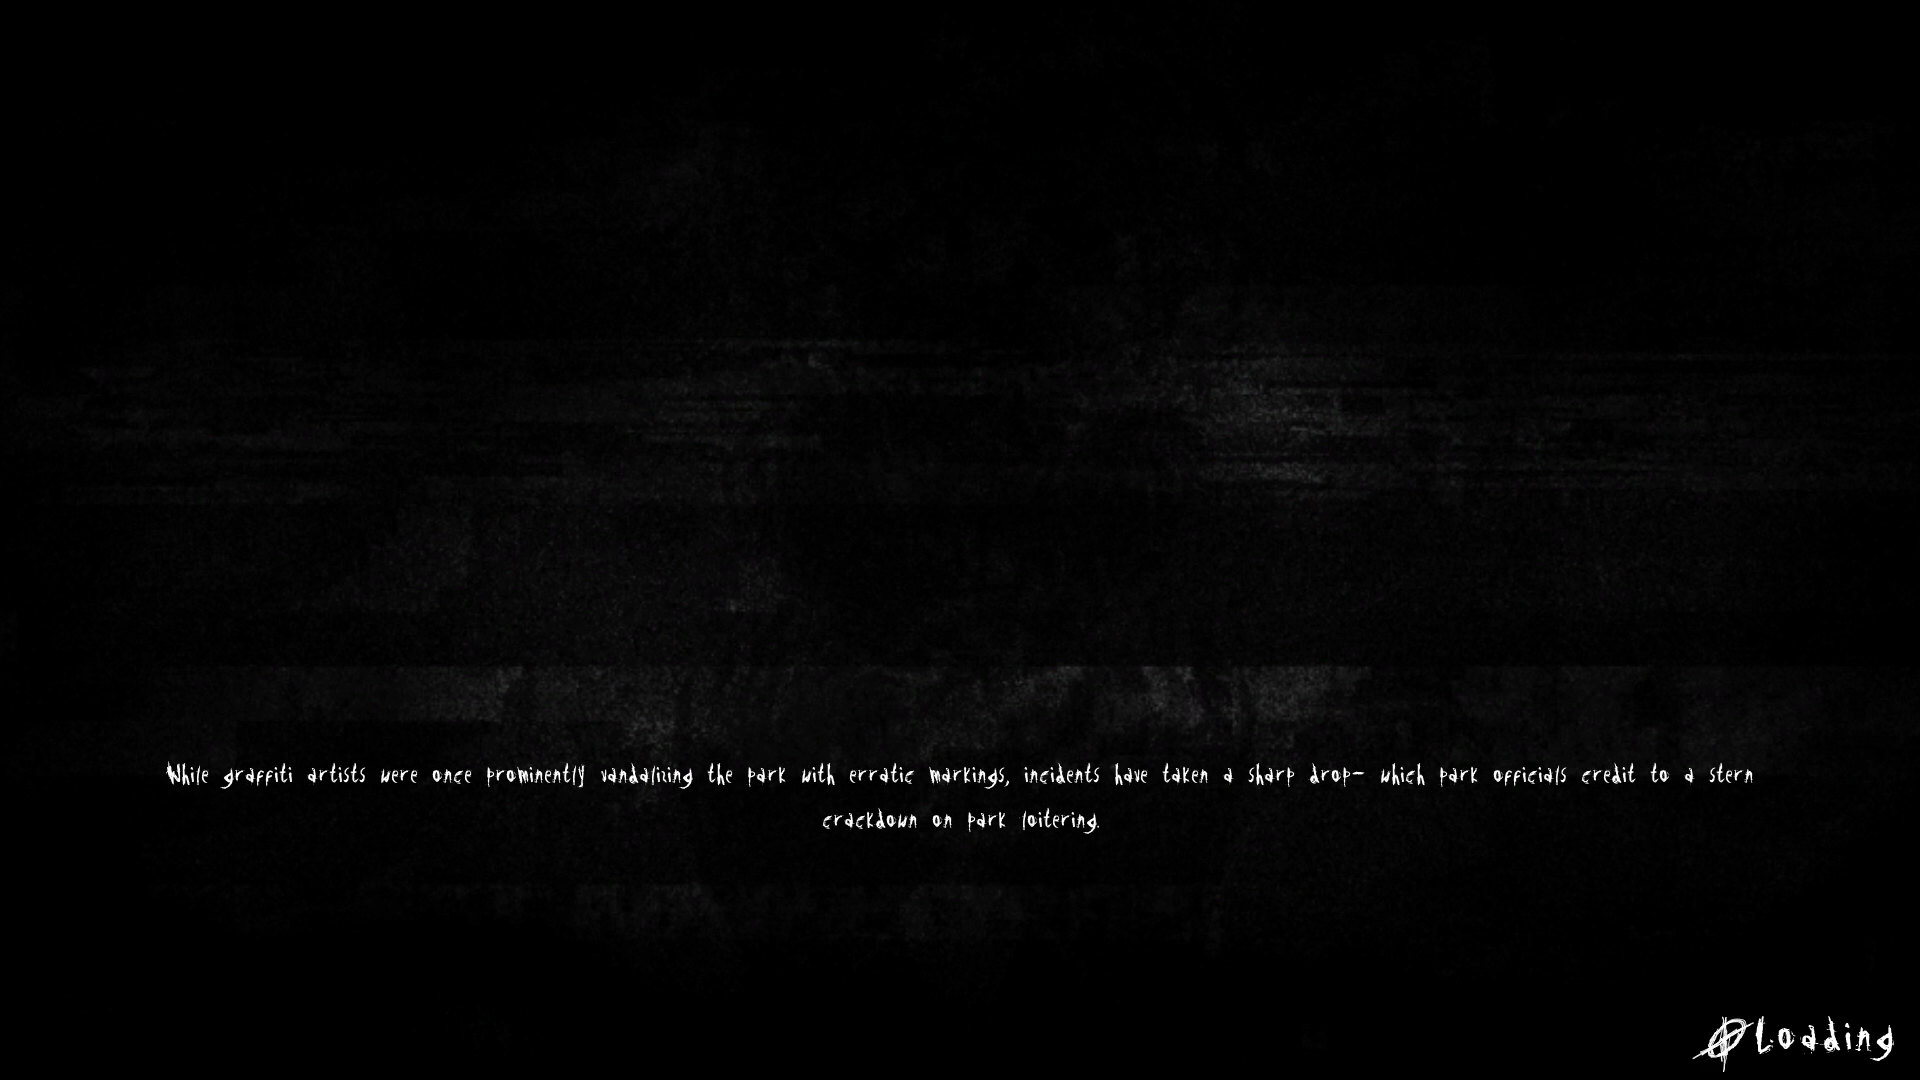 While graffiti artists were once prominently vandalizing the park with erratic markings, incidents have taken a sharp drop- which park officials credit to a stern
crackdown on park loitering.
Loading